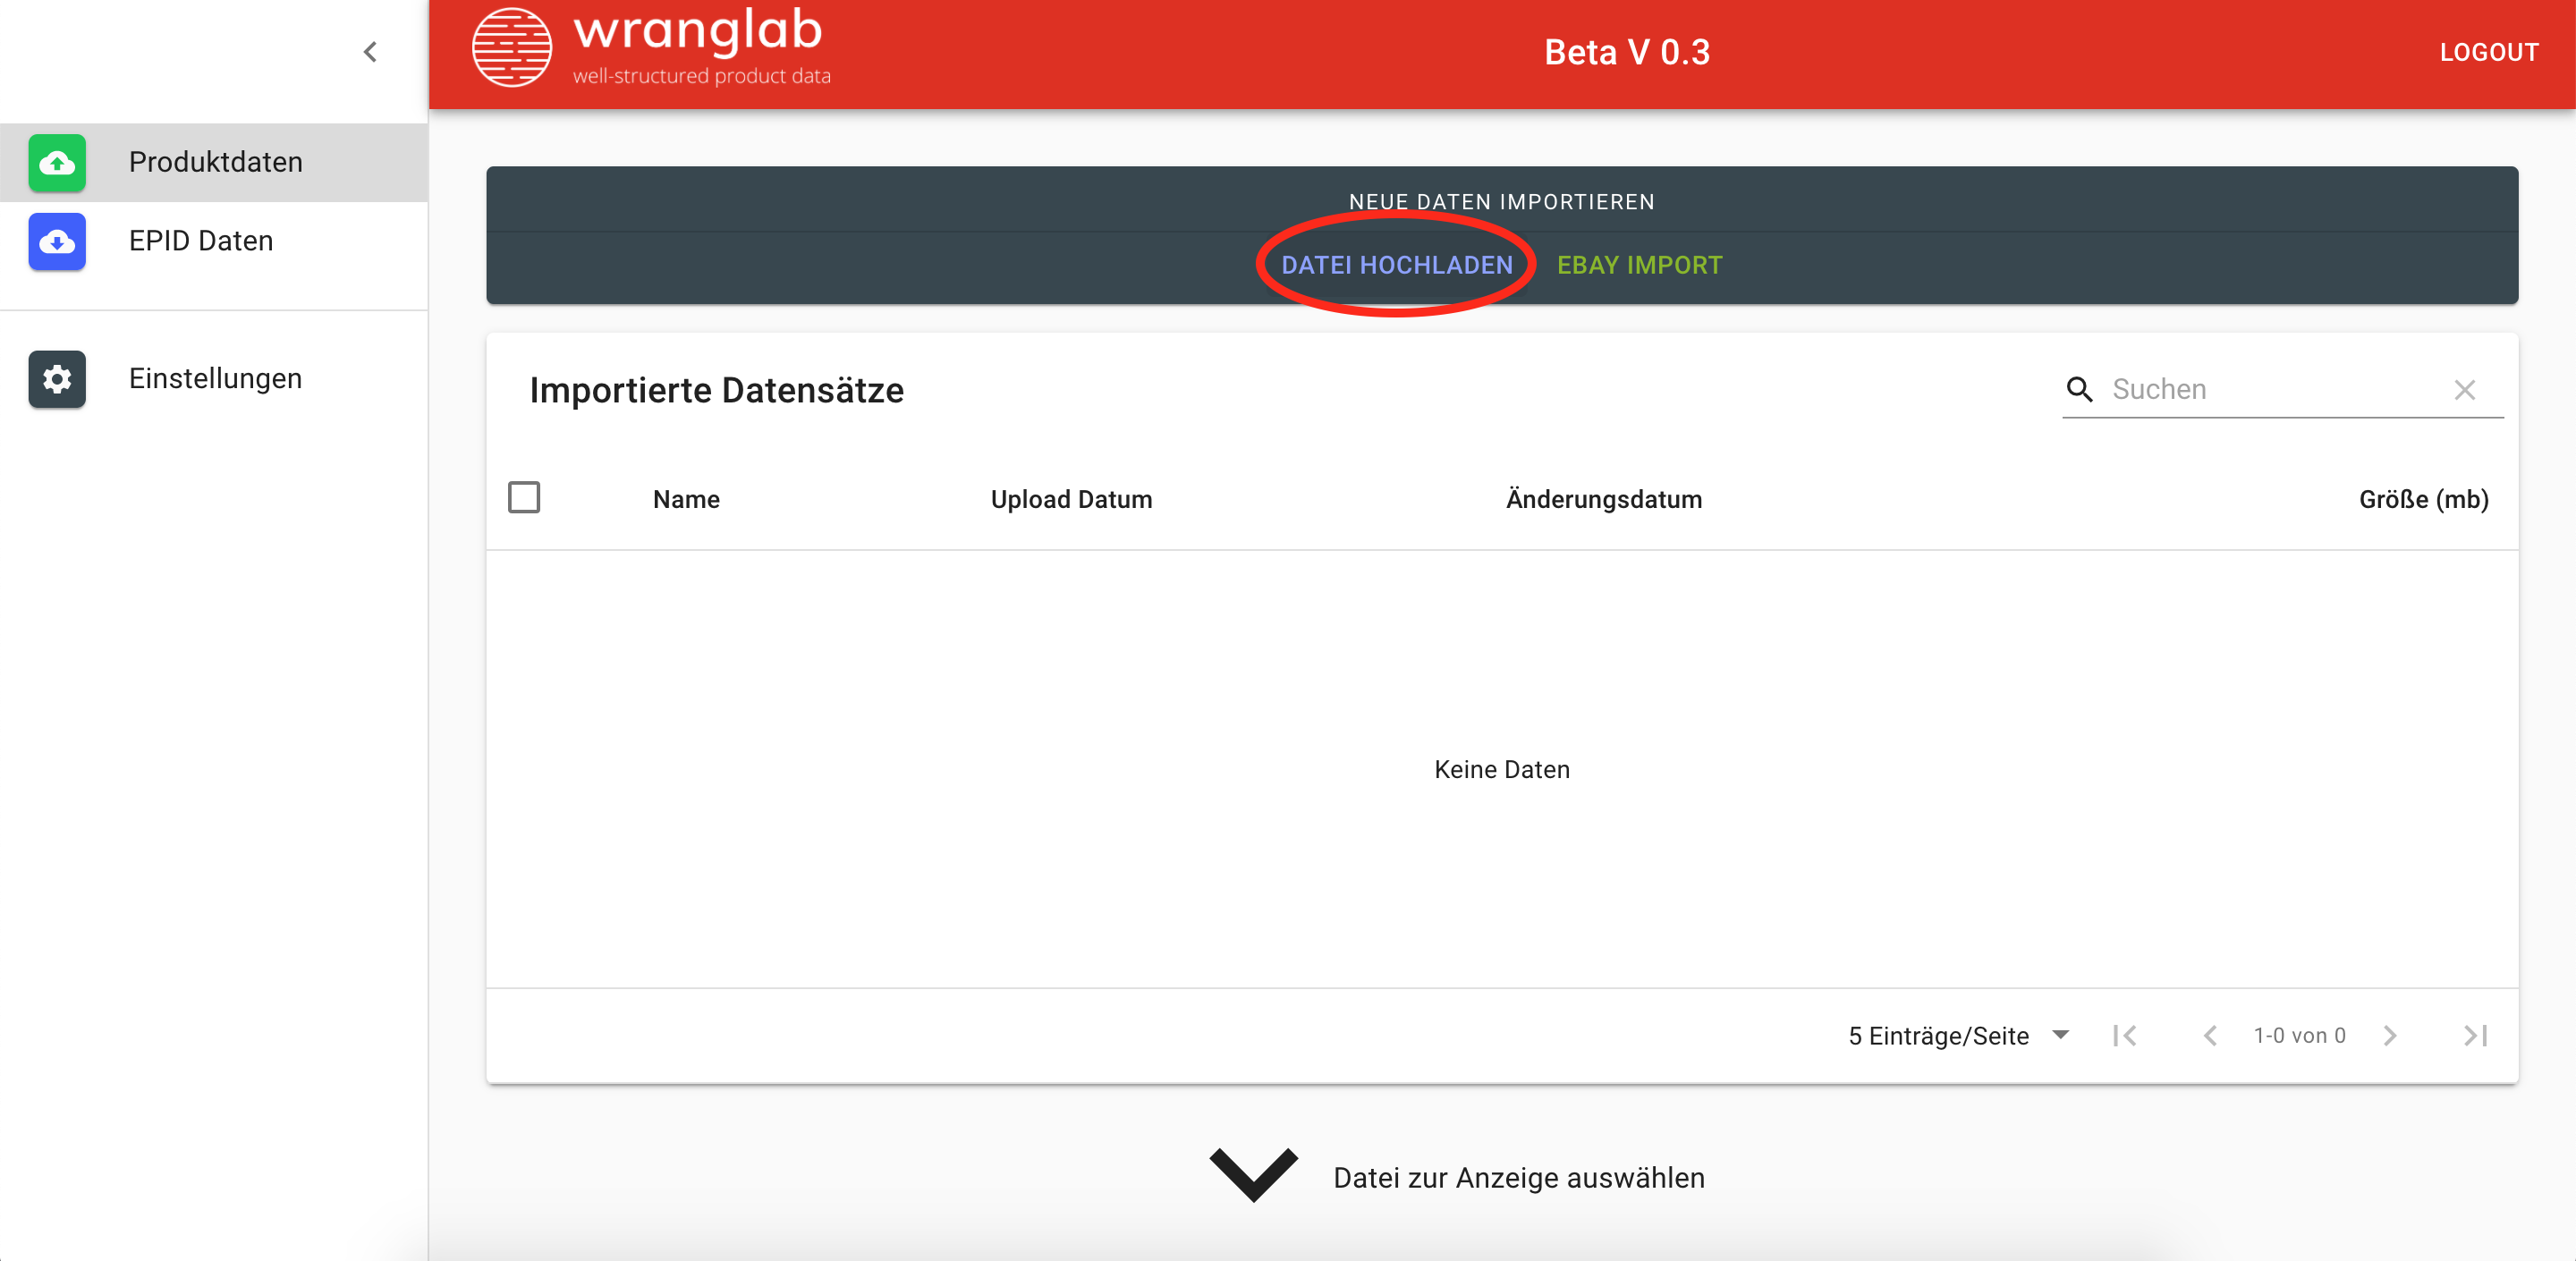 wranglab
well-structured product data
Beta V 0.3
LOGOUT
Produktdaten
EPID Daten
Einstellungen
NEUE DATEN IMPORTIEREN
DATEI HOCHLADEN EBAY IMPORT
Importierte Datensätze
Suchen
Name Upload Datum Änderungsdatum Größe (mb)
Keine Daten
5 Einträge/Seite 1-0 von 0
Datei zur Anzeige auswählen